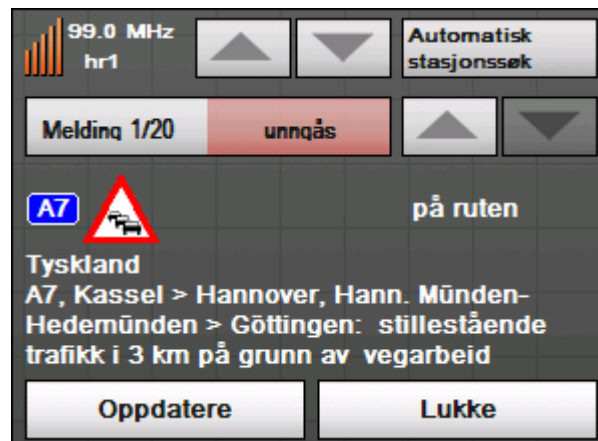 99.0 MHz
hr1
Automatisk
stasjonssøk
Melding 1/20
unngås
A7
på ruten
Tyskland
A7, Kassel > Hannover, Hann. Münden-
Hedemünden > Göttingen: stillestående
trafikk i 3 km på grunn av vegarbeid
Oppdatere
Lukke